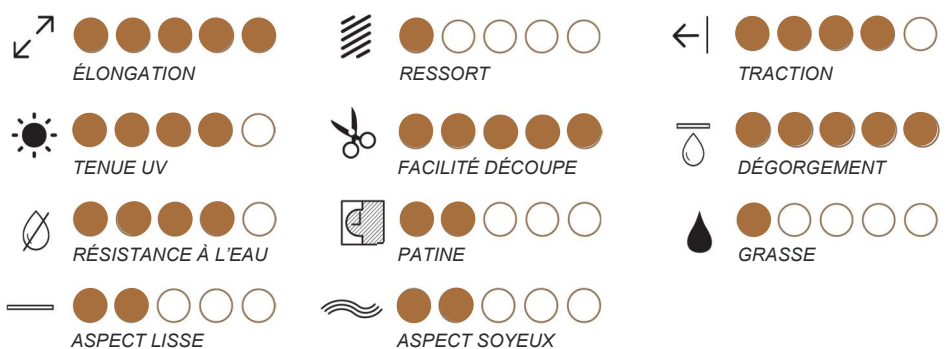 ÉLONGATION
RESSORT
TRACTION
TENUE UV
FACILITÉ DÉCOUPE
DÉGORGEMENT
RÉSISTANCE À L'EAU
PATINE
GRASSE
ASPECT LISSE
ASPECT SOYEUX